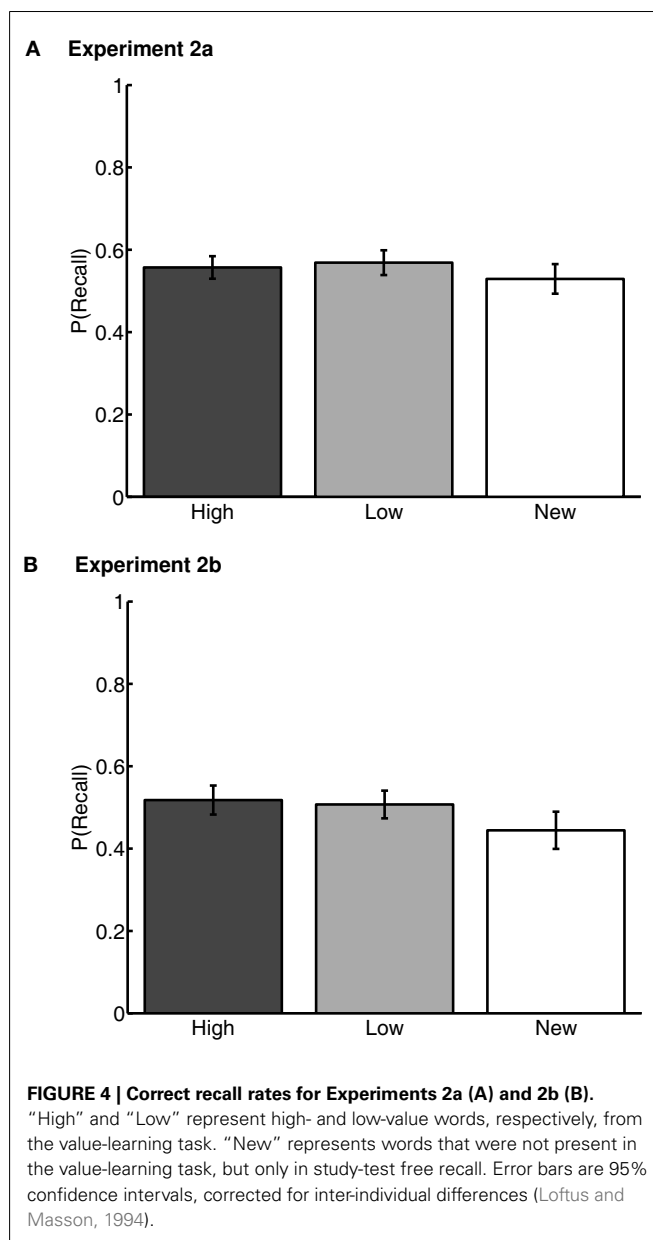 A Experiment 2a
1
0.8
0.6
0.4
0.2
0
P(Recall)
High Low New
B Experiment 2b
1
0.8
0.6
0.4
0.2
0
P(Recall)
High Low New
FIGURE 4 | Correct recall rates for Experiments 2a (A) and 2b (B).
“High” and “Low” represent high- and low-value words, respectively, from
the value-learning task. “New” represents words that were not present in
the value-learning task, but only in study-test free recall. Error bars are 95%
confidence intervals, corrected for inter-individual differences (Loftus and
Masson, 1994).